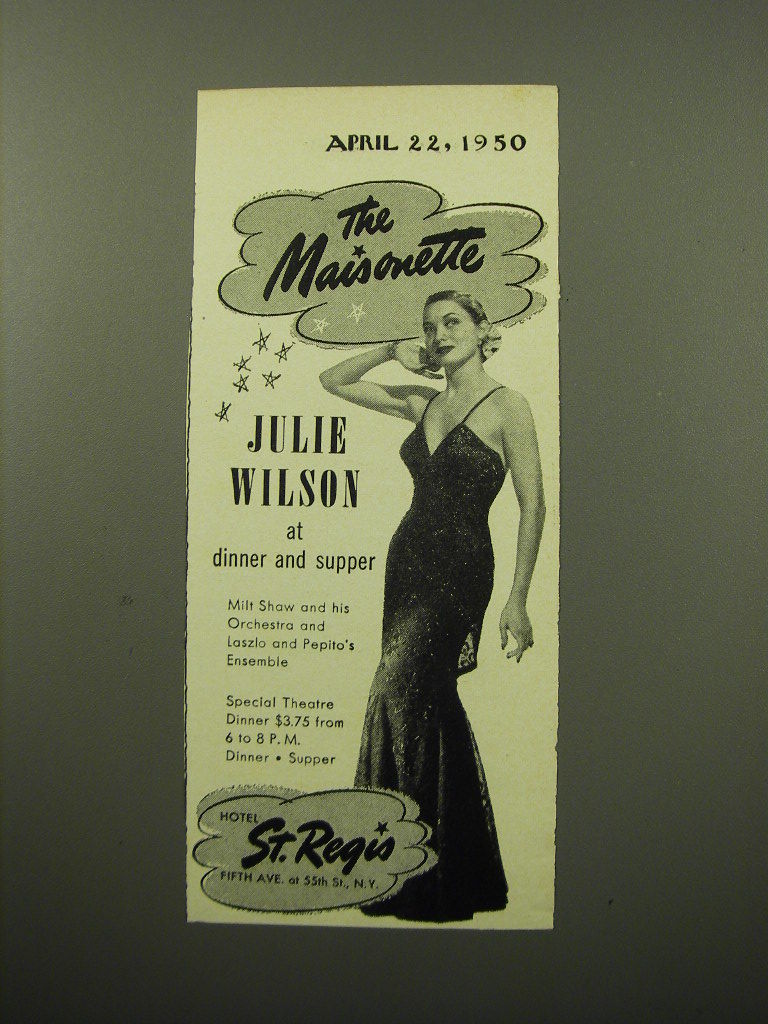 APRIL 22, 1950
The
Maisonette
JULIE
WILSON
at
dinner and supper
Milt Shaw and his
Orchestra and
Laszlo and Pepito's
Ensemble
Special Theatre
Dinner $3.75 from
6 to 8 P. M.
Dinner • Supper
HOTEL
St. Regis
FIFTH AVE. at 55th St., N.Y.